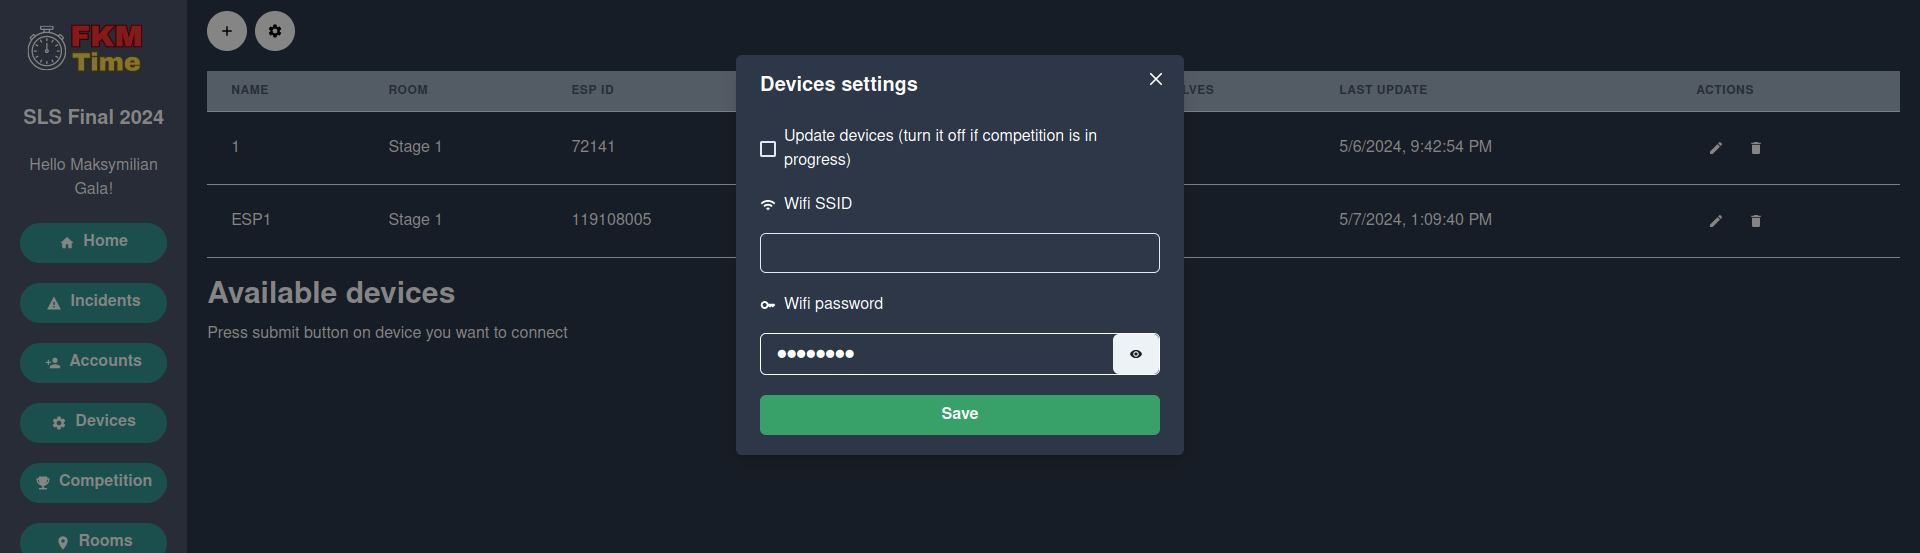 FKM
Time
SLS Final 2024
Hello Maksymilian
Gala!
Home
Incidents
Accounts
Devices
Competition
Rooms
NAME ROOM ESP ID LVES LAST UPDATE ACTIONS
1 Stage 1 72141 5/6/2024, 9:42:54 PM
ESP1 Stage 1 119108005 5/7/2024, 1:09:40 PM
Available devices
Press submit button on device you want to connect
Devices settings
Update devices (turn it off if competition is in
progress)
Wifi SSID
Wifi password
Save